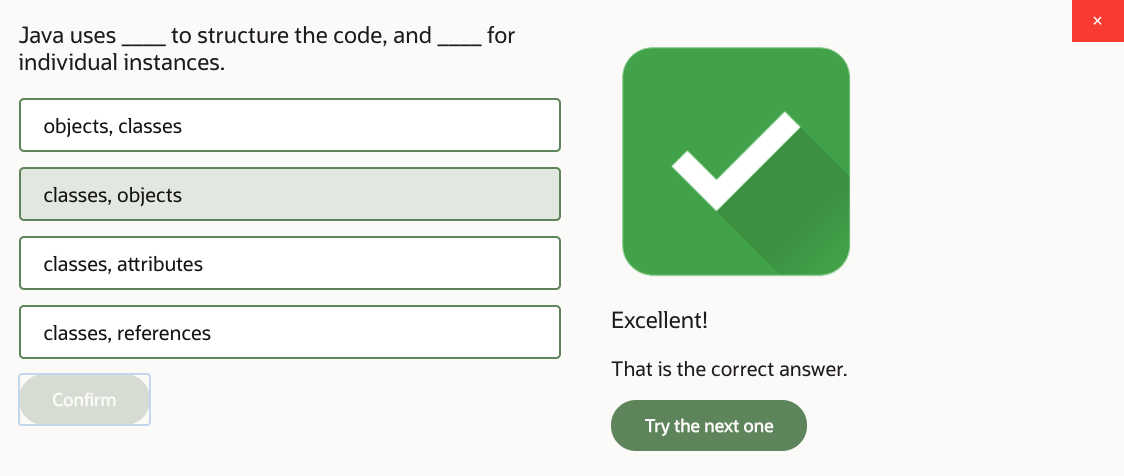 Java uses ____ to structure the code, and ____ for
individual instances.
objects, classes
classes, objects
classes, attributes
classes, references
Confirm
×
Excellent!
That is the correct answer.
Try the next one